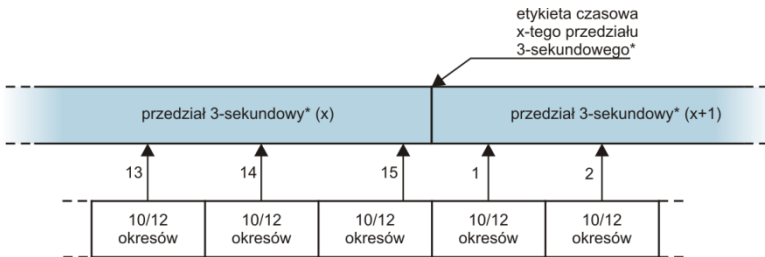 etykieta czasowa
x-tego przedziału
3-sekundowego*
przedział 3-sekundowy* (x)
przedział 3-sekundowy* (x+1)
13
14
15
1
2
10/12
okresów
10/12
okresów
10/12
okresów
10/12
okresów
10/12
okresów